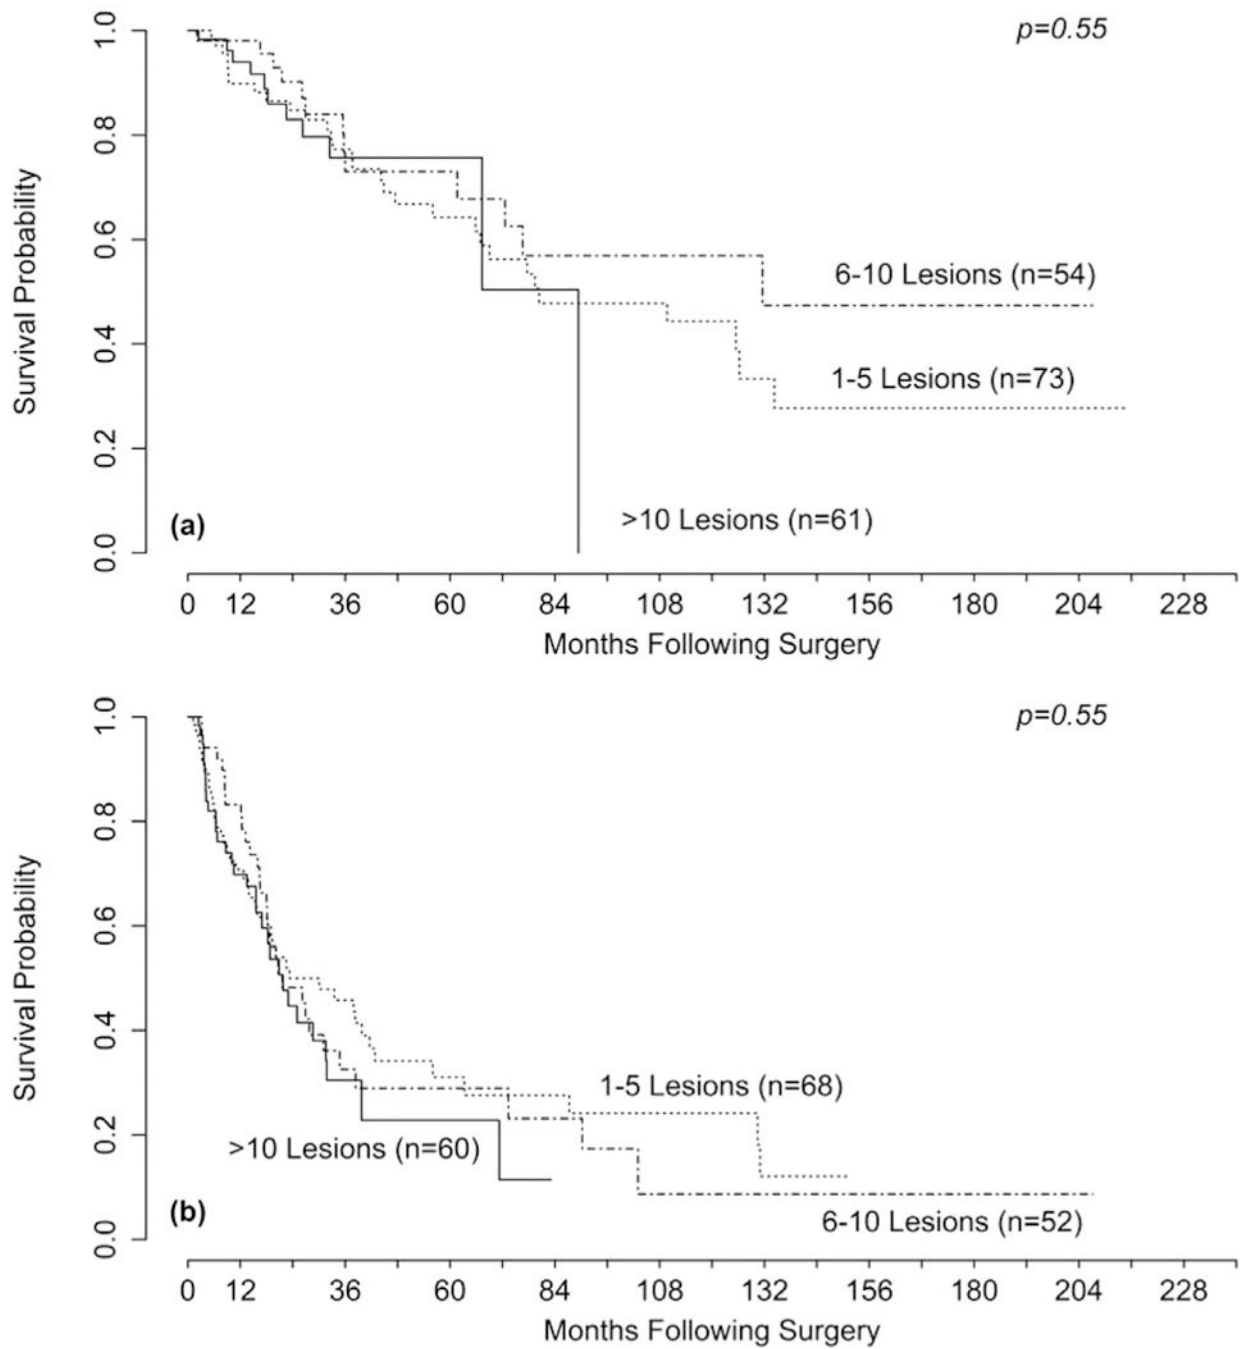 p=0.55
1.0
0.8
0.6
0.4
0.2
0.0
Survival Probability
6-10 Lesions (n=54)
1-5 Lesions (n=73)
>10 Lesions (n=61)
(a)
0 12 36 60 84 108 132 156 180 204 228
Months Following Surgery
p=0.55
1.0
0.8
0.6
0.4
0.2
0.0
Survival Probability
1-5 Lesions (n=68)
>10 Lesions (n=60)
6-10 Lesions (n=52)
(b)
0 12 36 60 84 108 132 156 180 204 228
Months Following Surgery